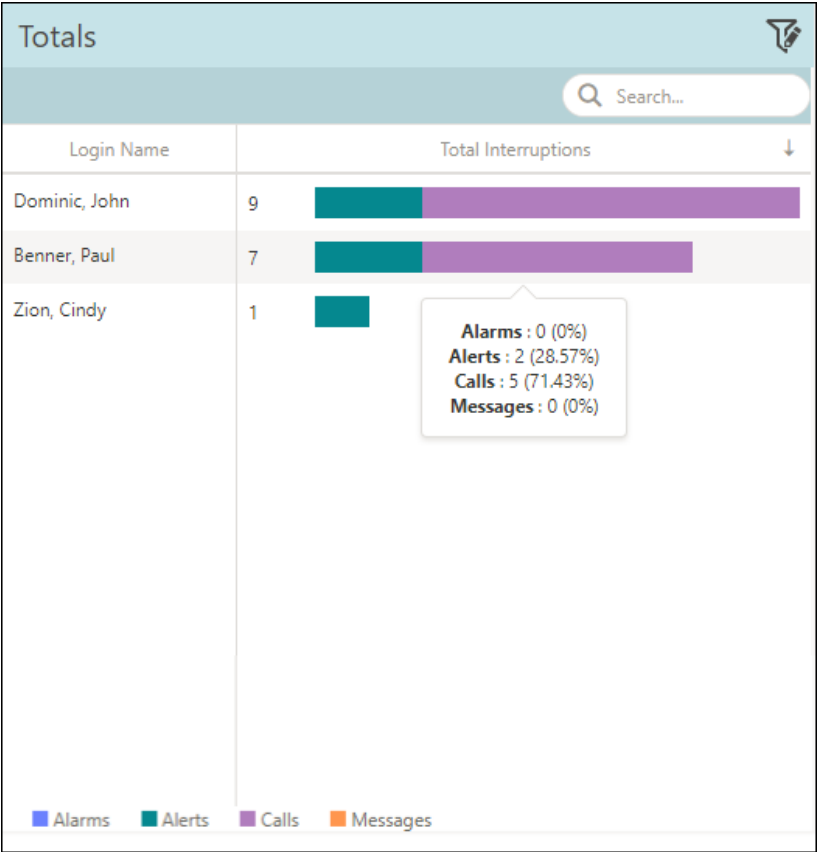 Totals
Search...
Login Name Total Interruptions ↓
Dominic, John 9
Benner, Paul 7
Zion, Cindy 1
Alarms : 0 (0%)
Alerts : 2 (28.57%)
Calls : 5 (71.43%)
Messages : 0 (0%)
Alarms Alerts Calls Messages